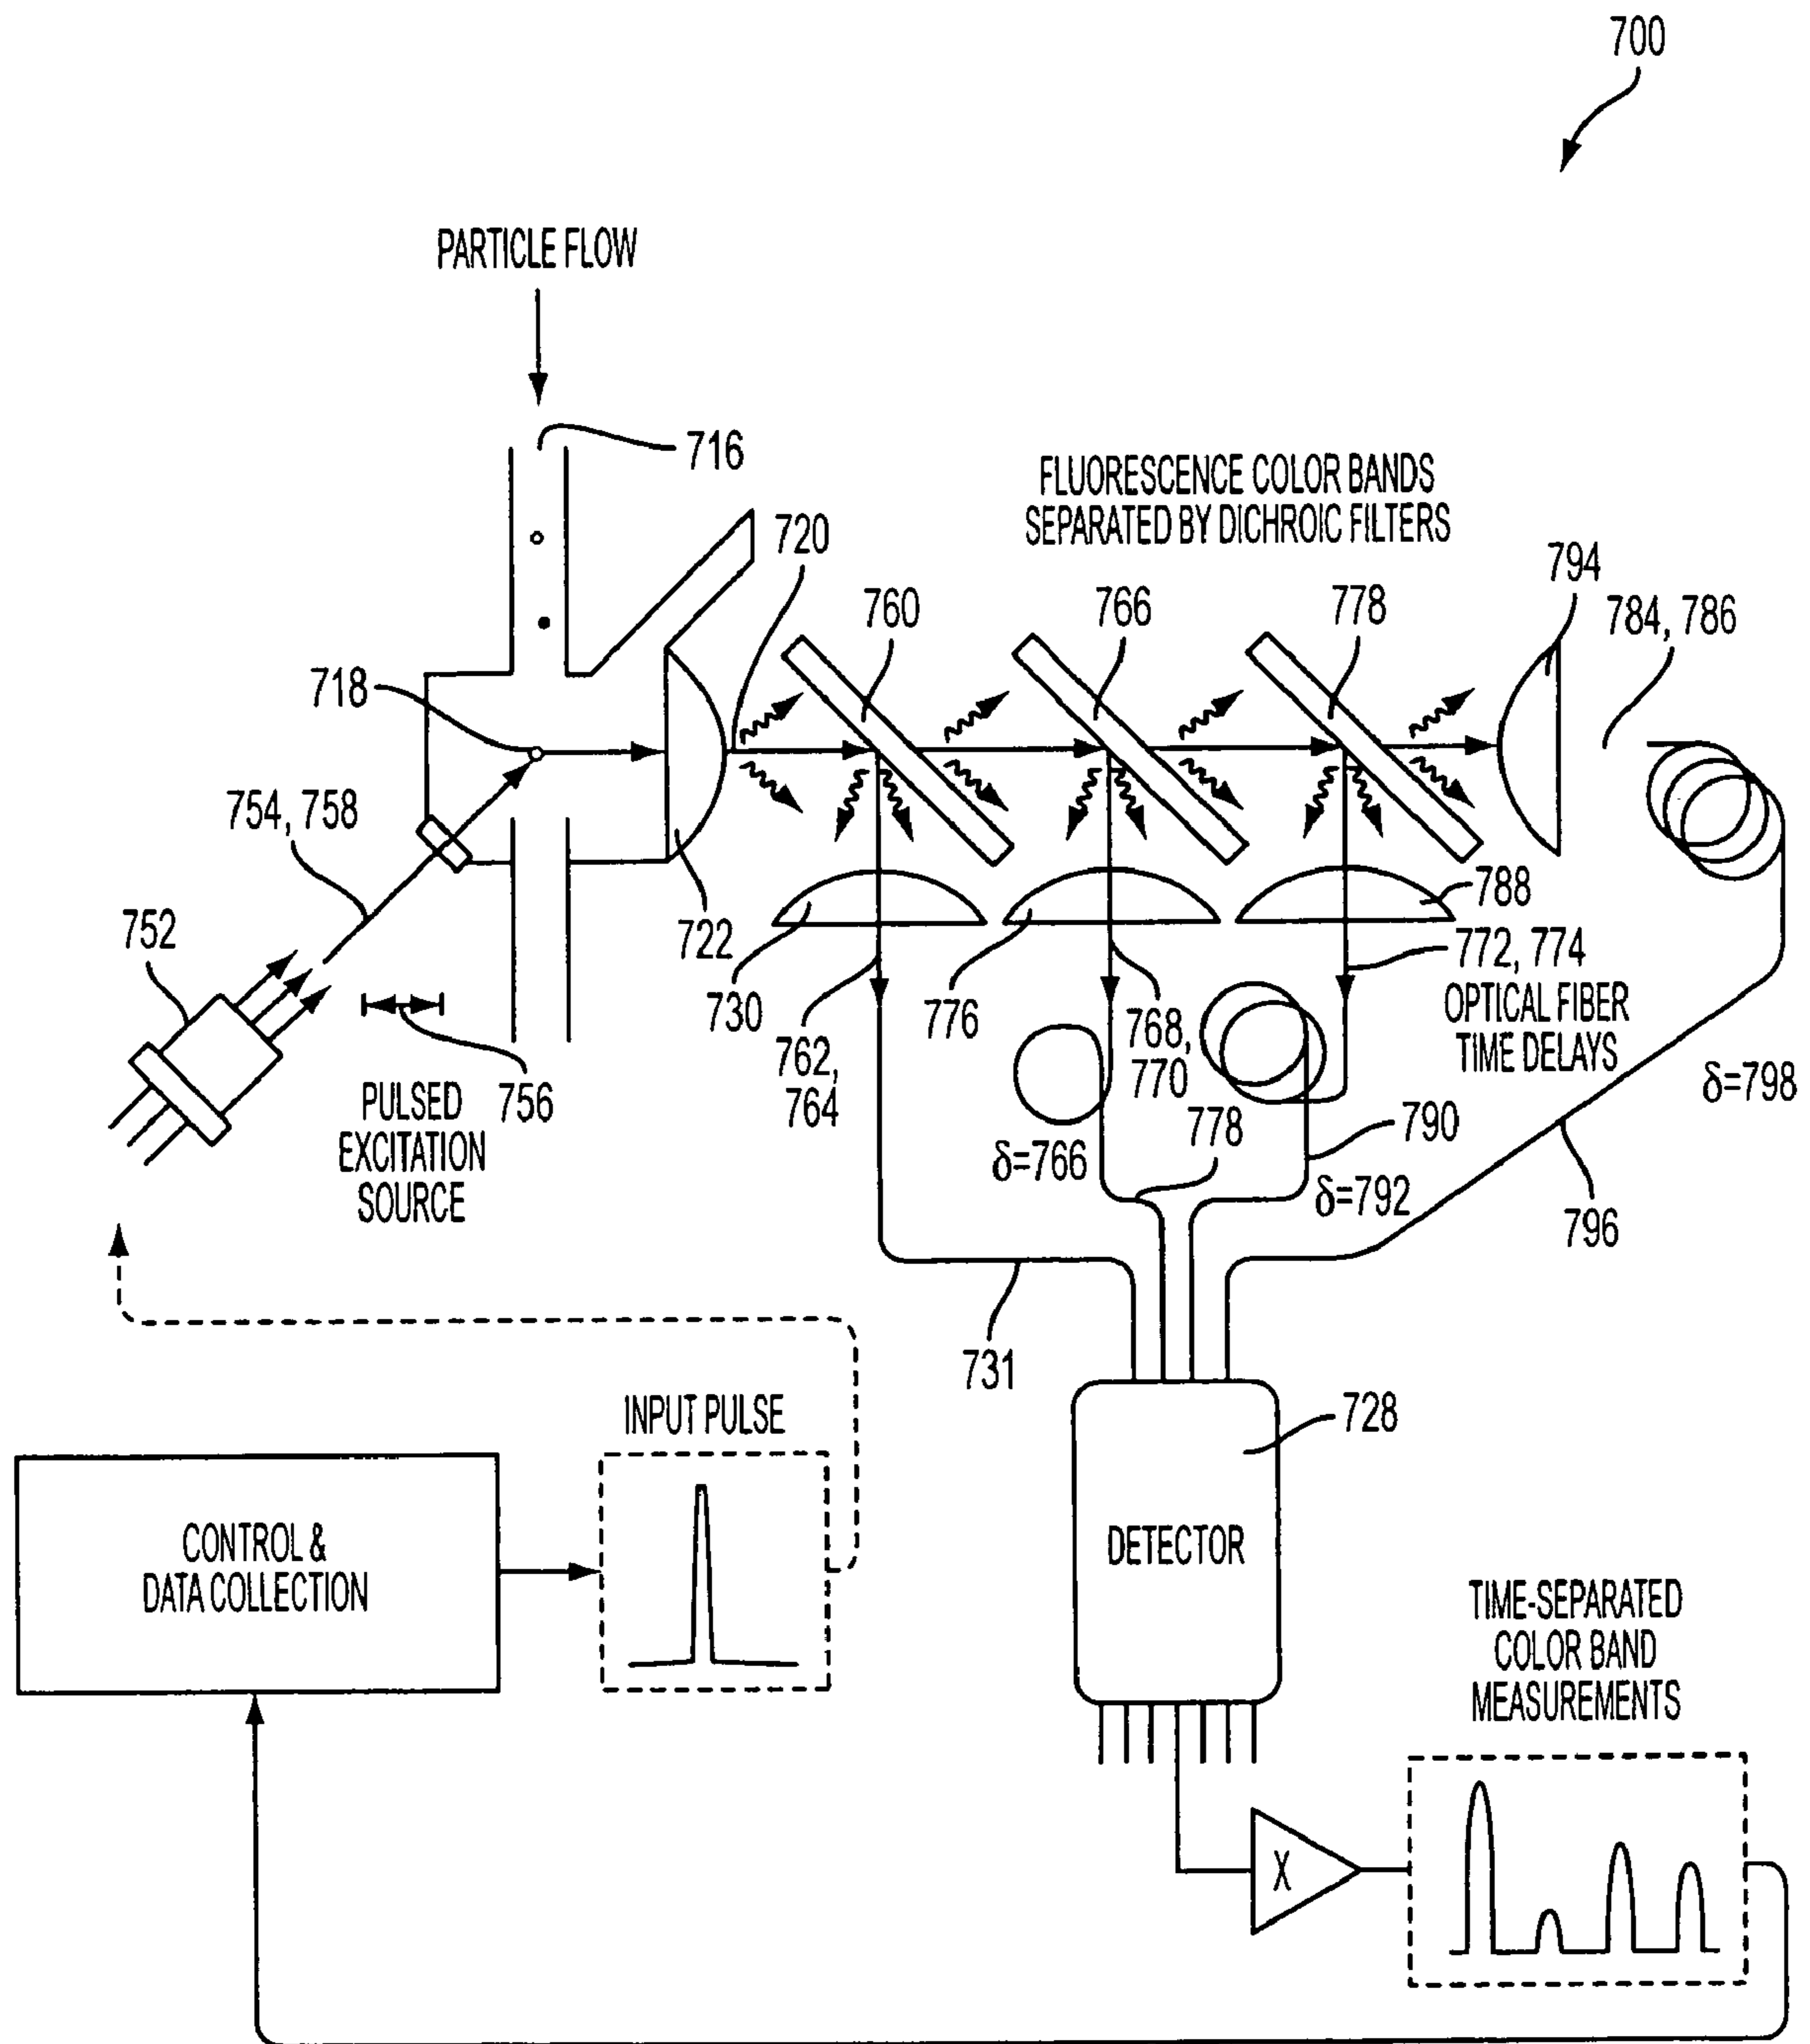 700
PARTICLE FLOW
716
FLUORESCENCE COLOR BANDS
SEPARATED BY DICHROIC FILTERS
720
760
766
778
794
784, 786
718
754, 758
752
722
730
776
788
772, 774
OPTICAL FIBER
TIME DELAYS
762,
764
768,
770
756
PULSED
EXCITATION
SOURCE
δ=766
778
790
δ=792
δ=798
796
731
INPUT PULSE
728
CONTROL &
DATA COLLECTION
DETECTOR
TIME-SEPARATED
COLOR BAND
MEASUREMENTS
X